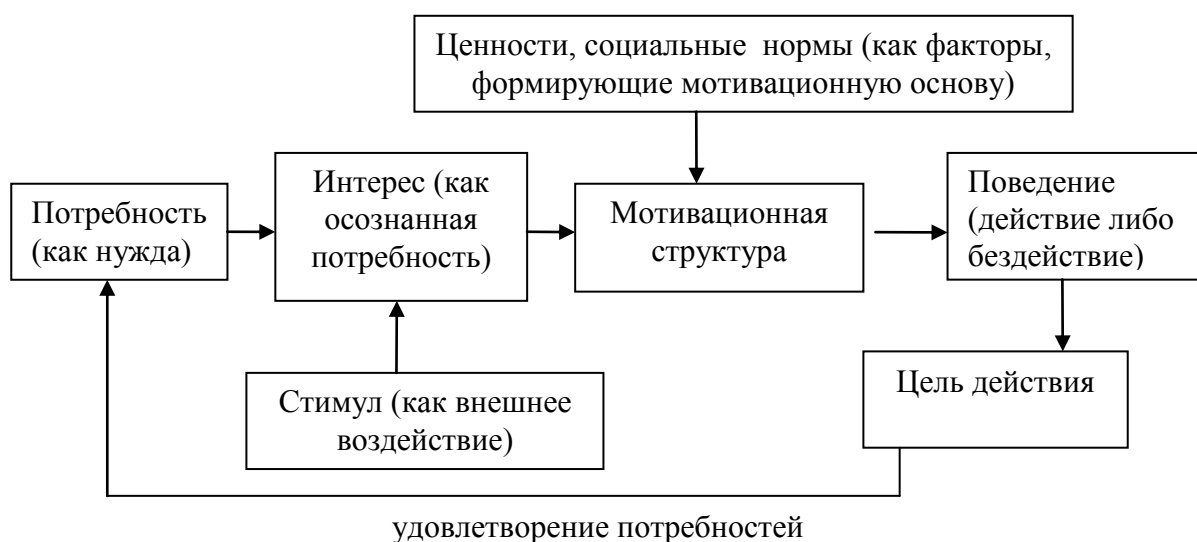 Ценности, социальные  нормы (как факторы,
формирующие мотивационную основу)
Потребность
(как нужда)
Интерес (как
осознанная
потребность)
Мотивационная
структура
Поведение
(действие либо
бездействие)
Стимул (как внешнее
воздействие)
Цель действия
удовлетворение потребностей